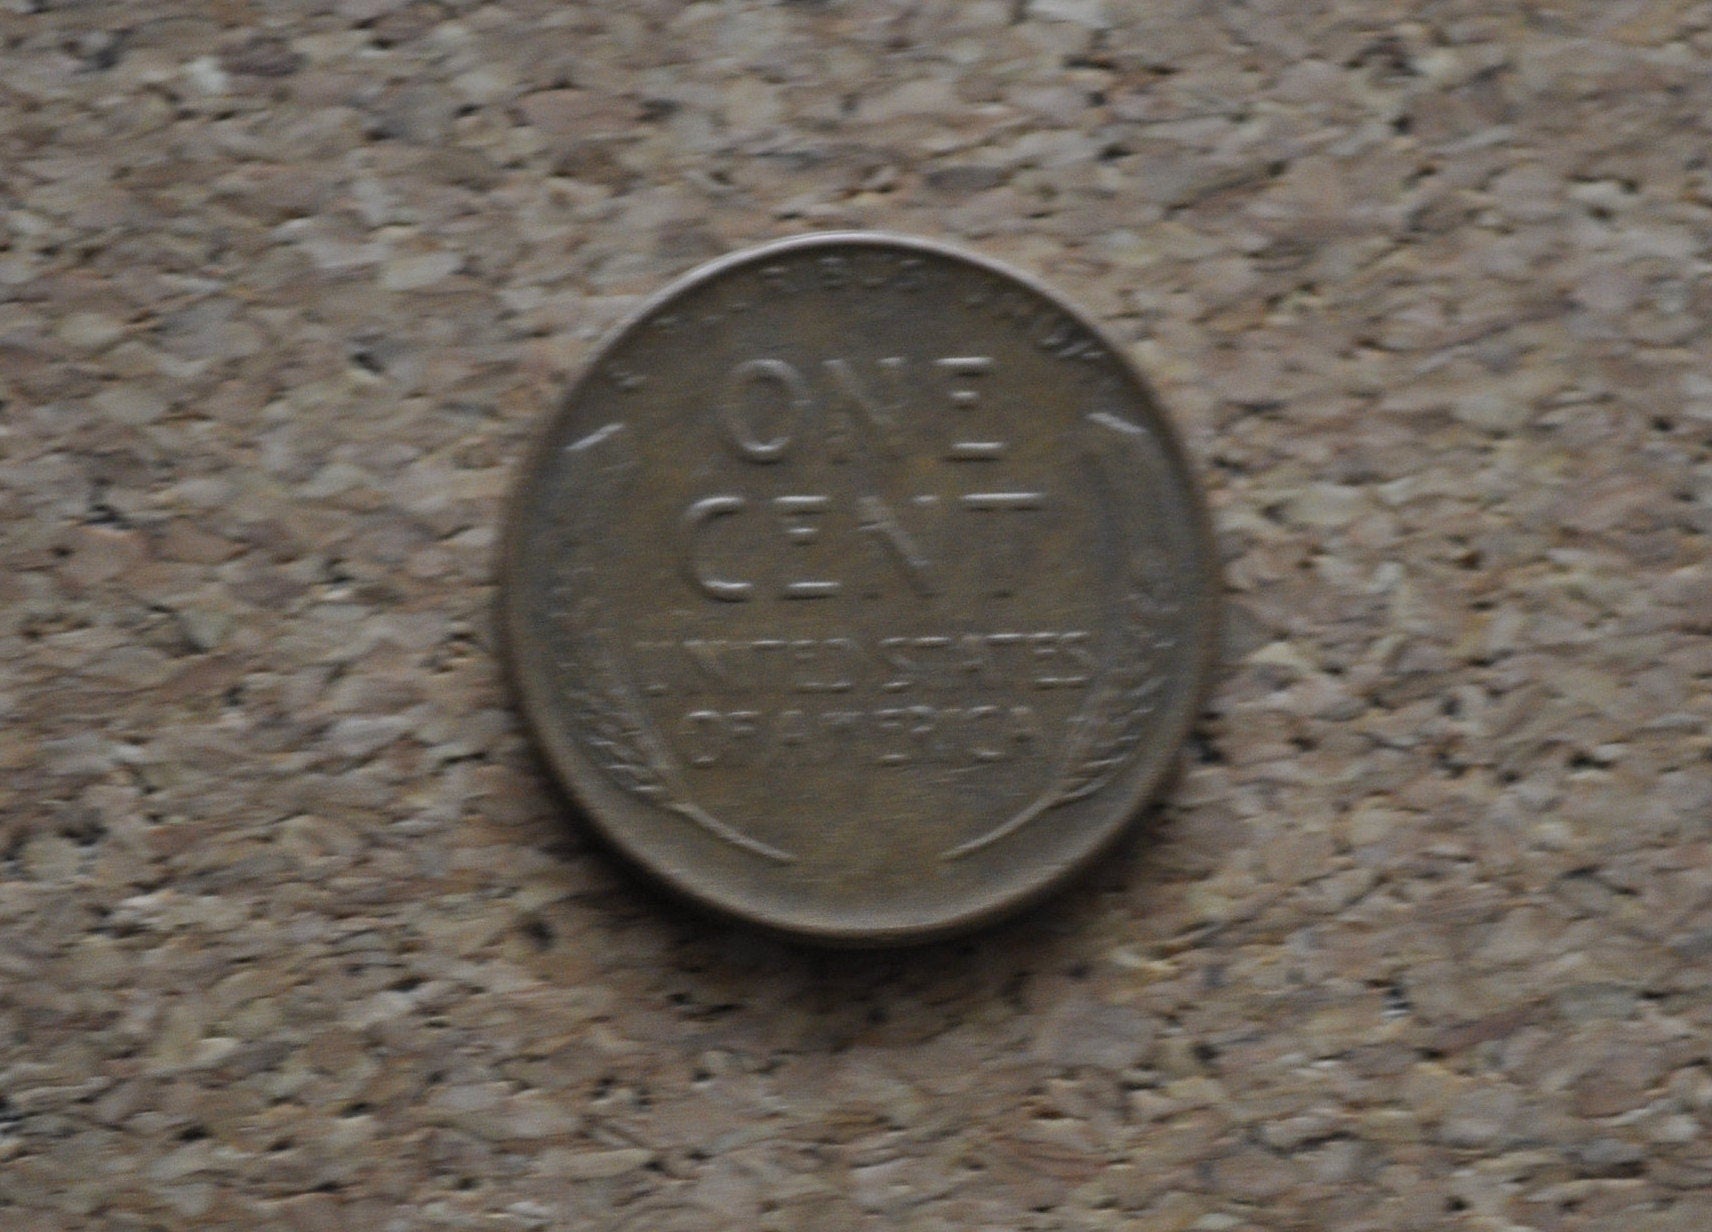 ONE
CENT
UNITED STATES
OF AMERICA